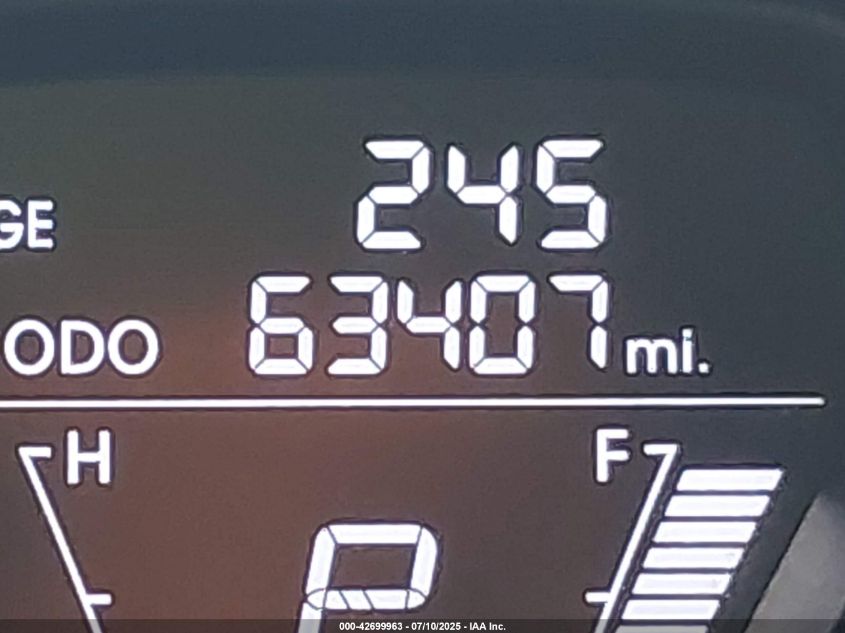 GE 245
ODO 63407 mi.
H F
P
000-42699963 - 07/10/2025 - IAA Inc.